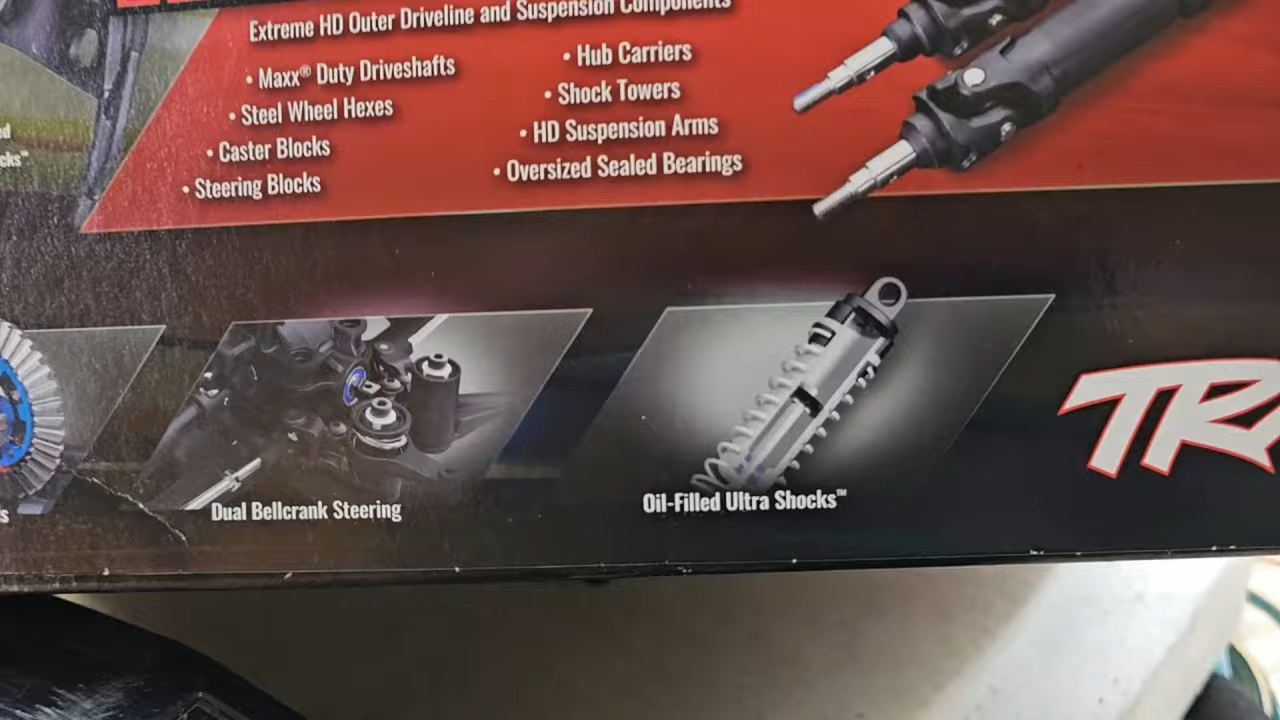 Extreme HD Outer Driveline and Suspension Components
• Maxx® Duty Driveshafts
• Steel Wheel Hexes
• Caster Blocks
• Steering Blocks
• Hub Carriers
• Shock Towers
• HD Suspension Arms
• Oversized Sealed Bearings
Dual Bellcrank Steering
Oil-Filled Ultra Shocks™